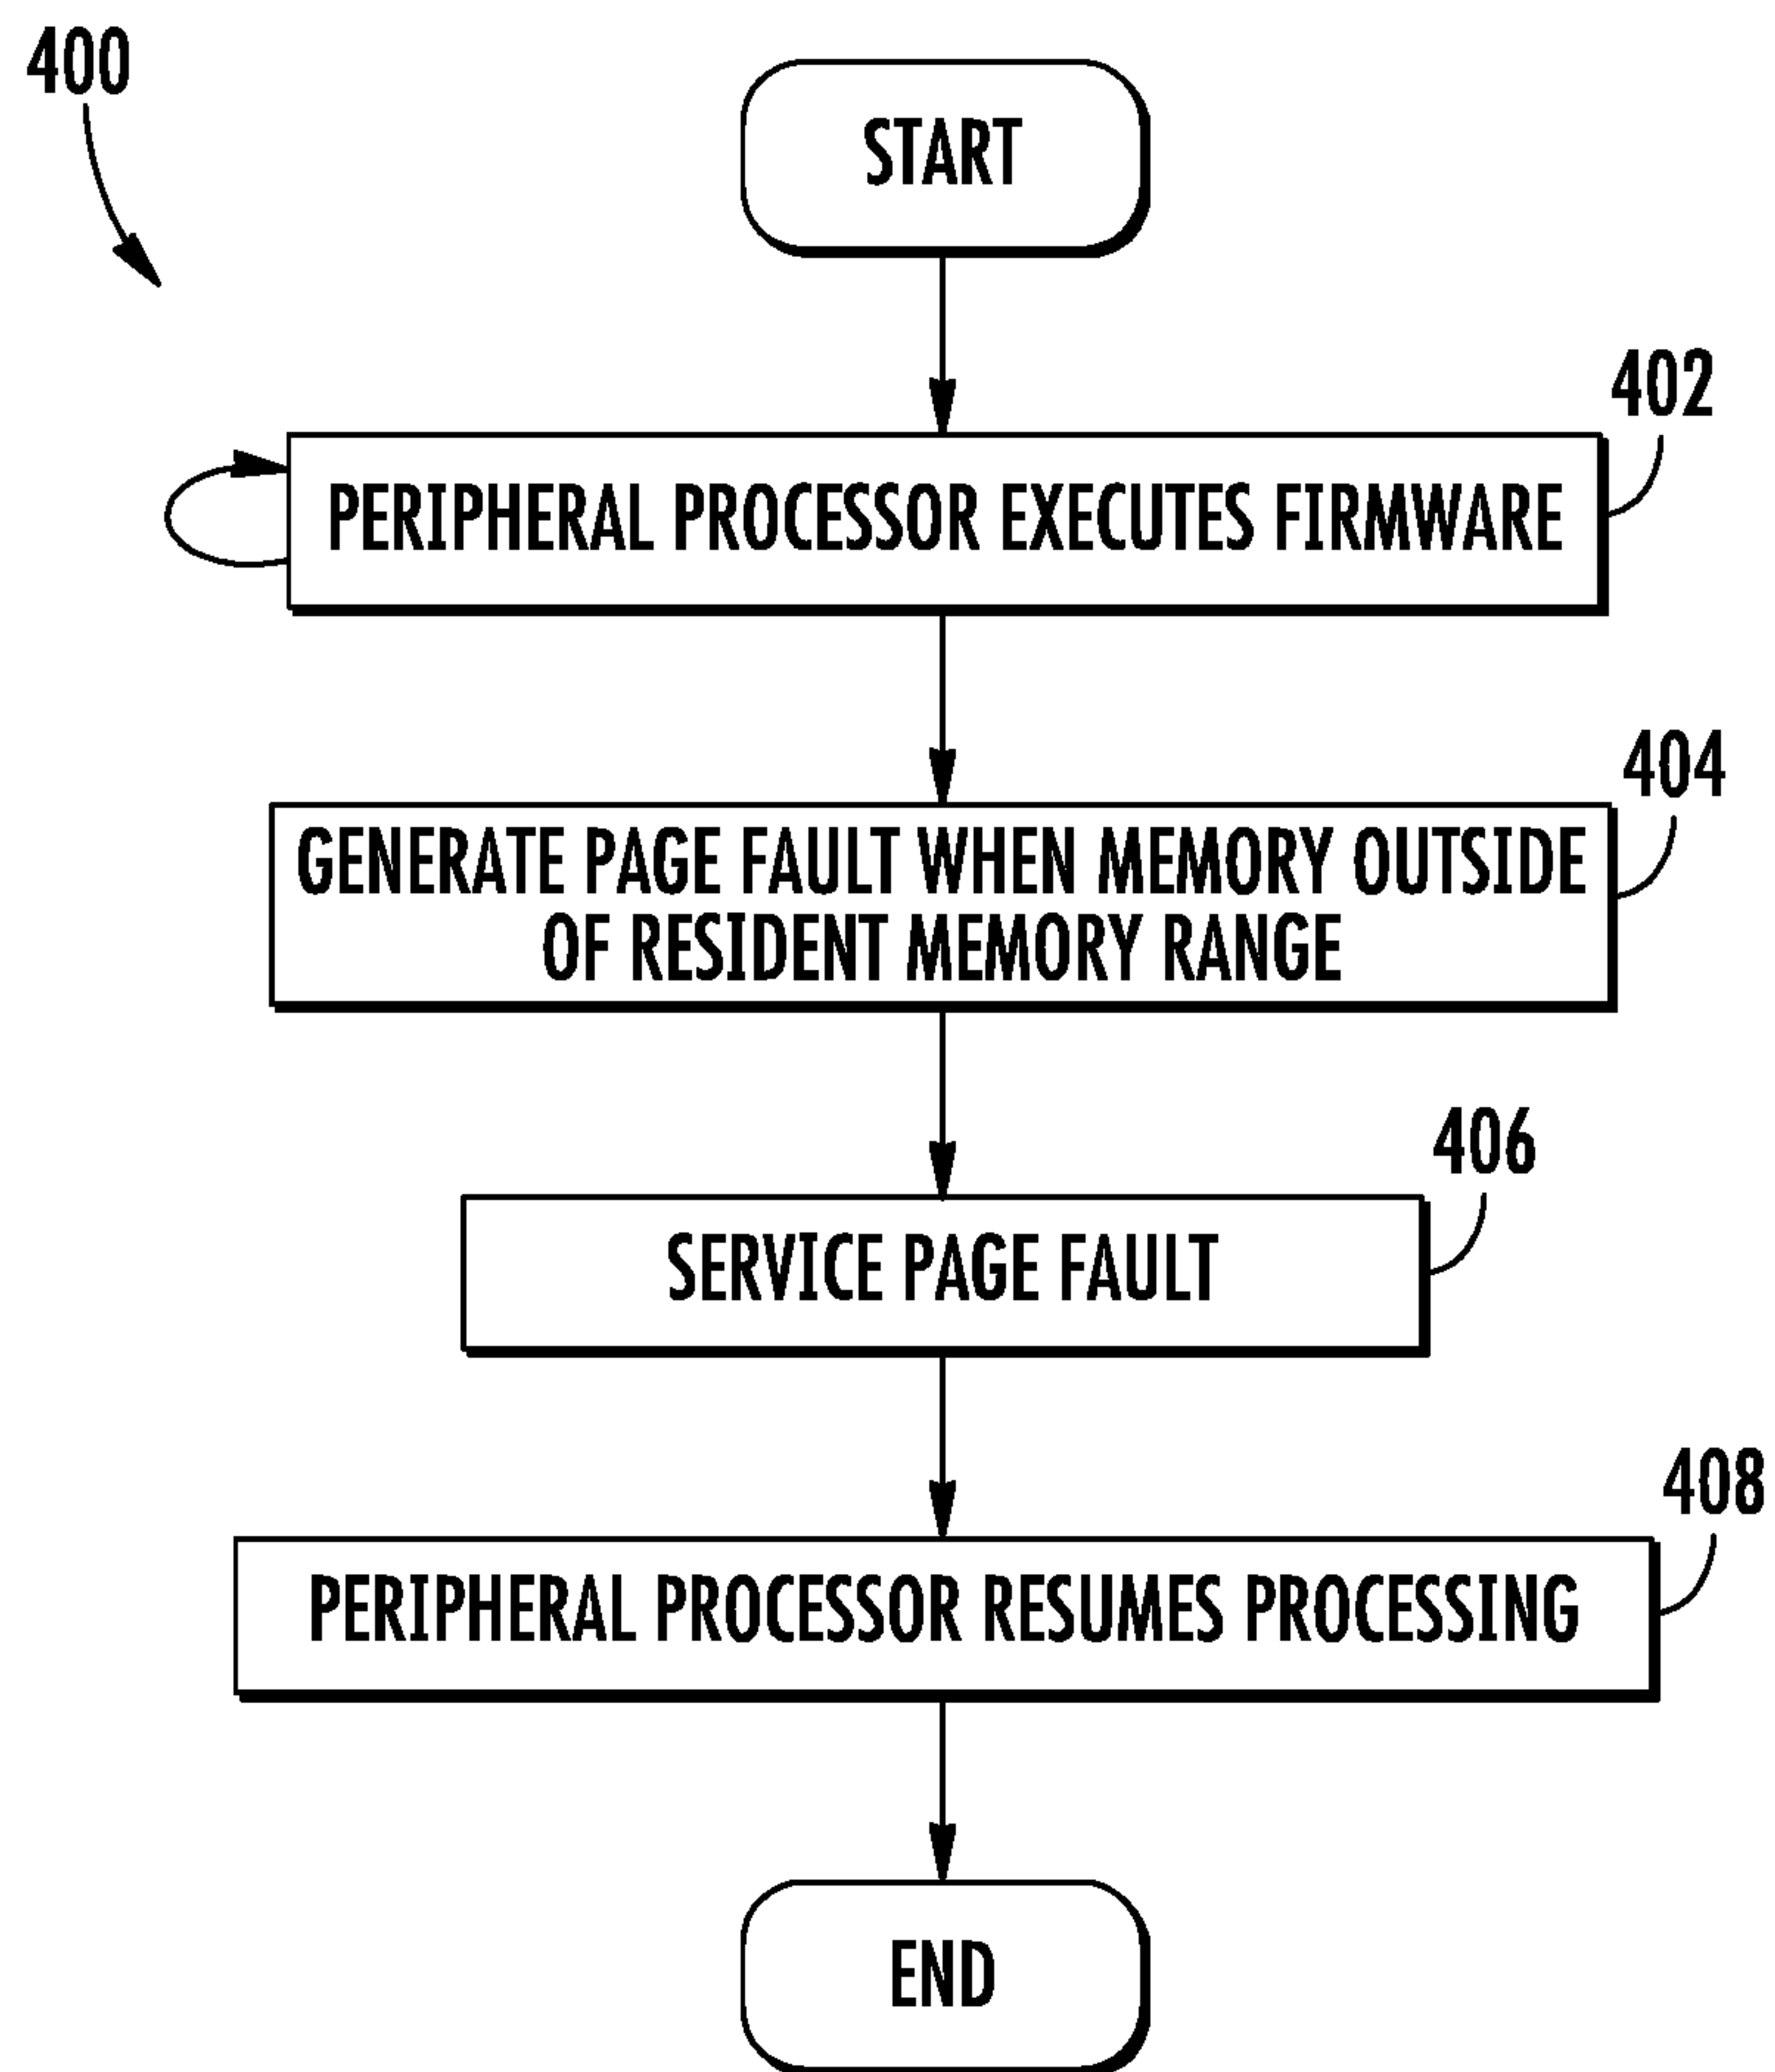 400
START
402
PERIPHERAL PROCESSOR EXECUTES FIRMWARE
404
GENERATE PAGE FAULT WHEN MEMORY OUTSIDE
OF RESIDENT MEMORY RANGE
406
SERVICE PAGE FAULT
408
PERIPHERAL PROCESSOR RESUMES PROCESSING
END